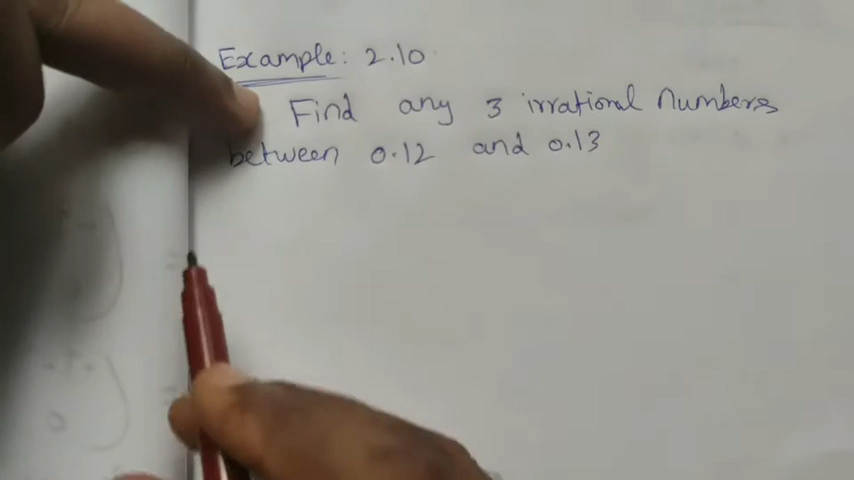 Example: 2.10
Find any 3 irrational numbers
between 0.12 and 0.13